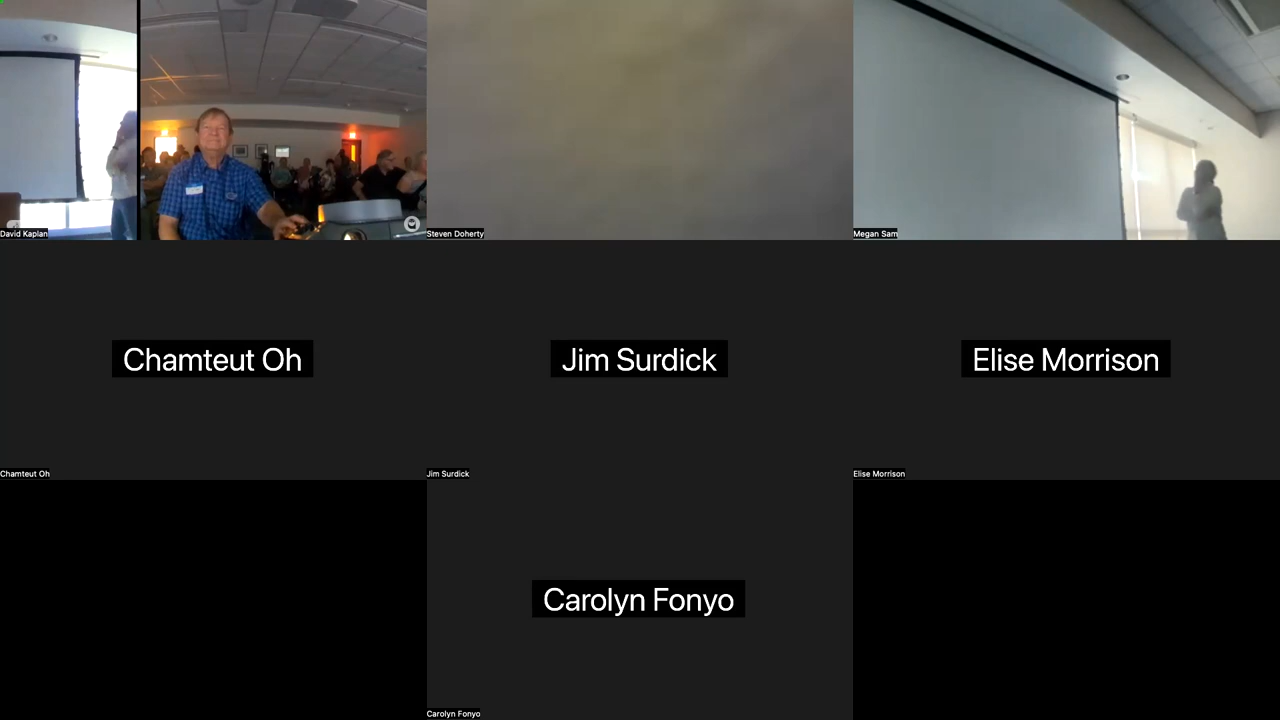 David Kaplan
Steven Doherty
Megan Sam
Chamteut Oh
Jim Surdick
Elise Morrison
Chamteut Oh
Jim Surdick
Elise Morrison
Carolyn Fonyo
Carolyn Fonyo